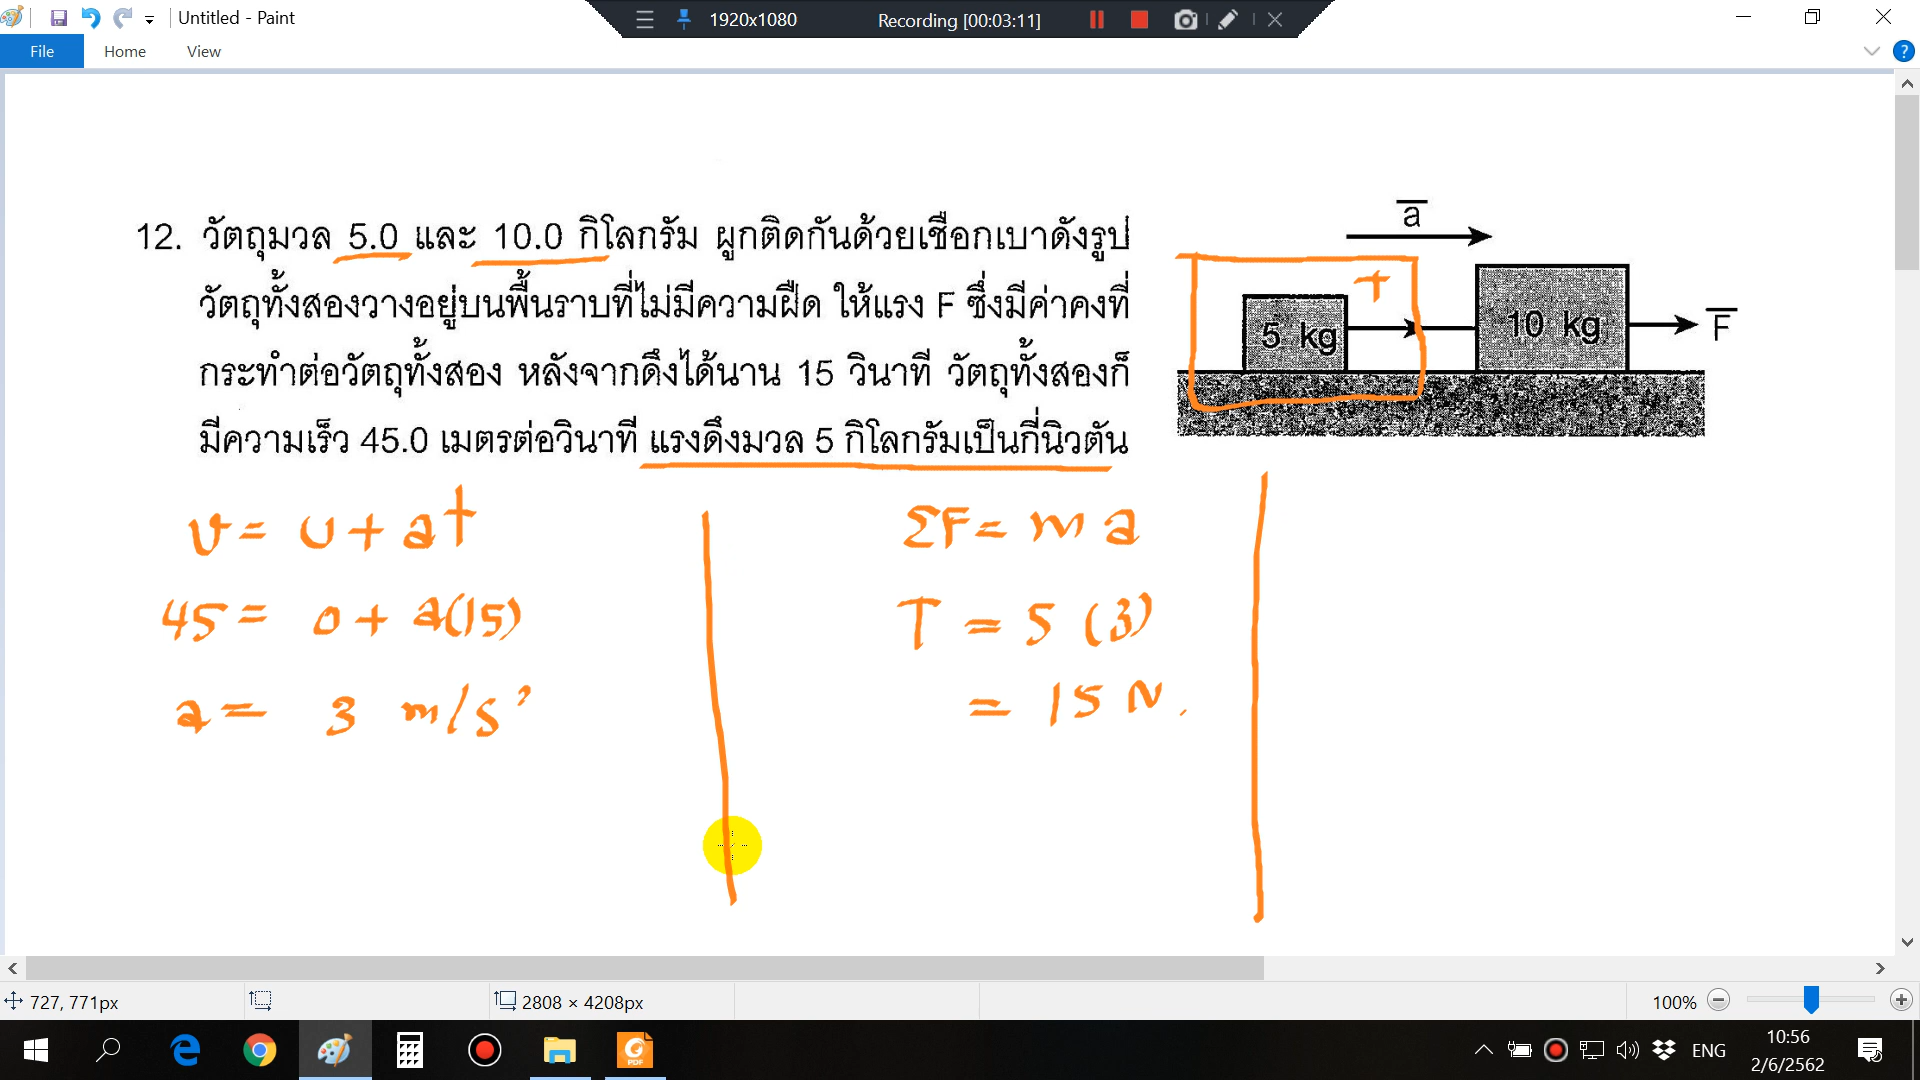 Untitled - Paint
1920x1080
Recording [00:03:11]
File
Home
View
12. วัตถุมวล 5.0 และ 10.0 กิโลกรัม ผูกติดกันด้วยเชือกเบาดังรูป
วัตถุทั้งสองวางอยู่บนพื้นราบที่ไม่มีความฝืด ให้แรง F ซึ่งมีค่าคงที่
กระทำต่อวัตถุทั้งสอง หลังจากดึงได้นาน 15 วินาที วัตถุทั้งสองก็
มีความเร็ว 45.0 เมตรต่อวินาที แรงดึงมวล 5 กิโลกรัมเป็นกี่นิวตัน
a
+
5 kg
10 kg
F
v = u + at
45 = 0 + a(15)
a = 3 m/s²
ΣF = m a
T = 5 (3)
= 15 N.
727, 771px
2808 × 4208px
100%
PDF
ENG
10:56
2/6/2562